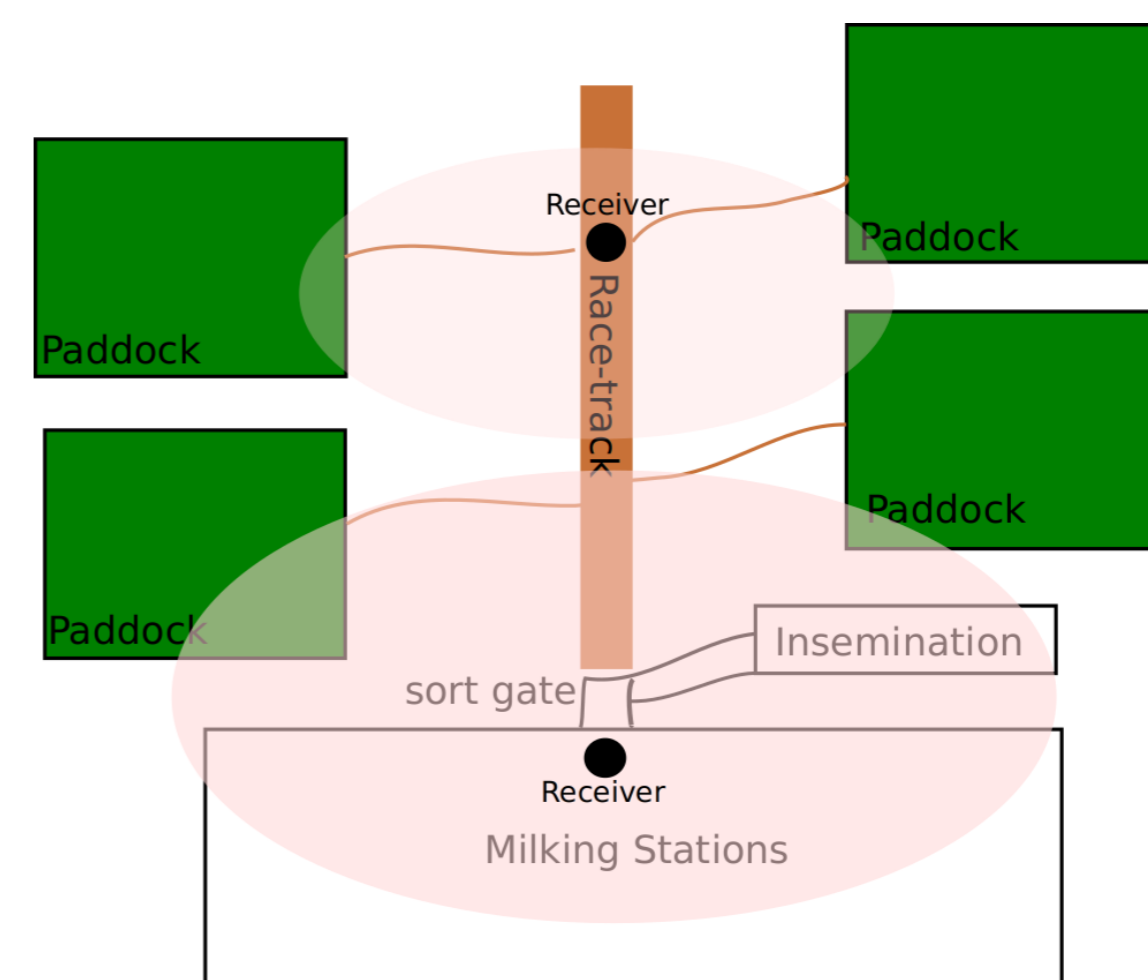 Receiver
Paddock
Race-track
Paddock
Paddock
Paddock
Insemination
sort gate
Receiver
Milking Stations